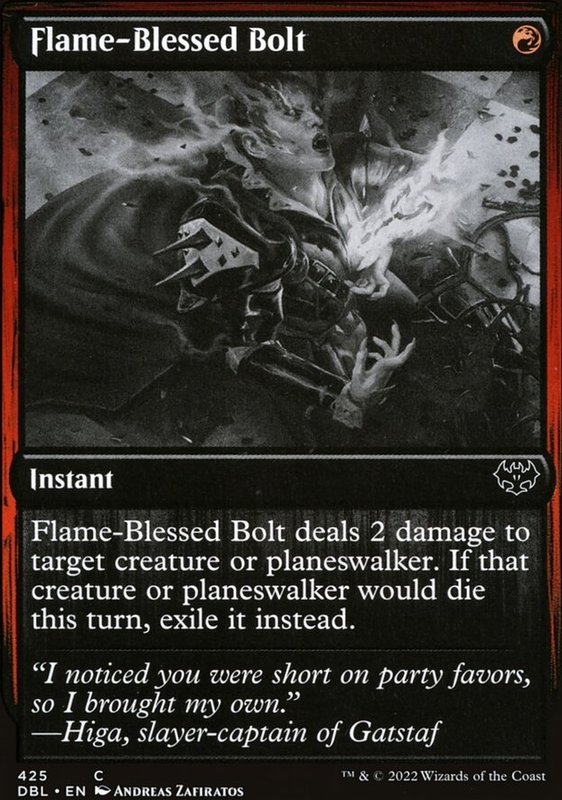 Flame-Blessed Bolt
Instant
Flame-Blessed Bolt deals 2 damage to
target creature or planeswalker. If that
creature or planeswalker would die
this turn, exile it instead.
“I noticed you were short on party favors,
so I brought my own.”
—Higa, slayer-captain of Gatstaf
425 C
DBL • EN Andreas Zafiratos
™ & © 2022 Wizards of the Coast